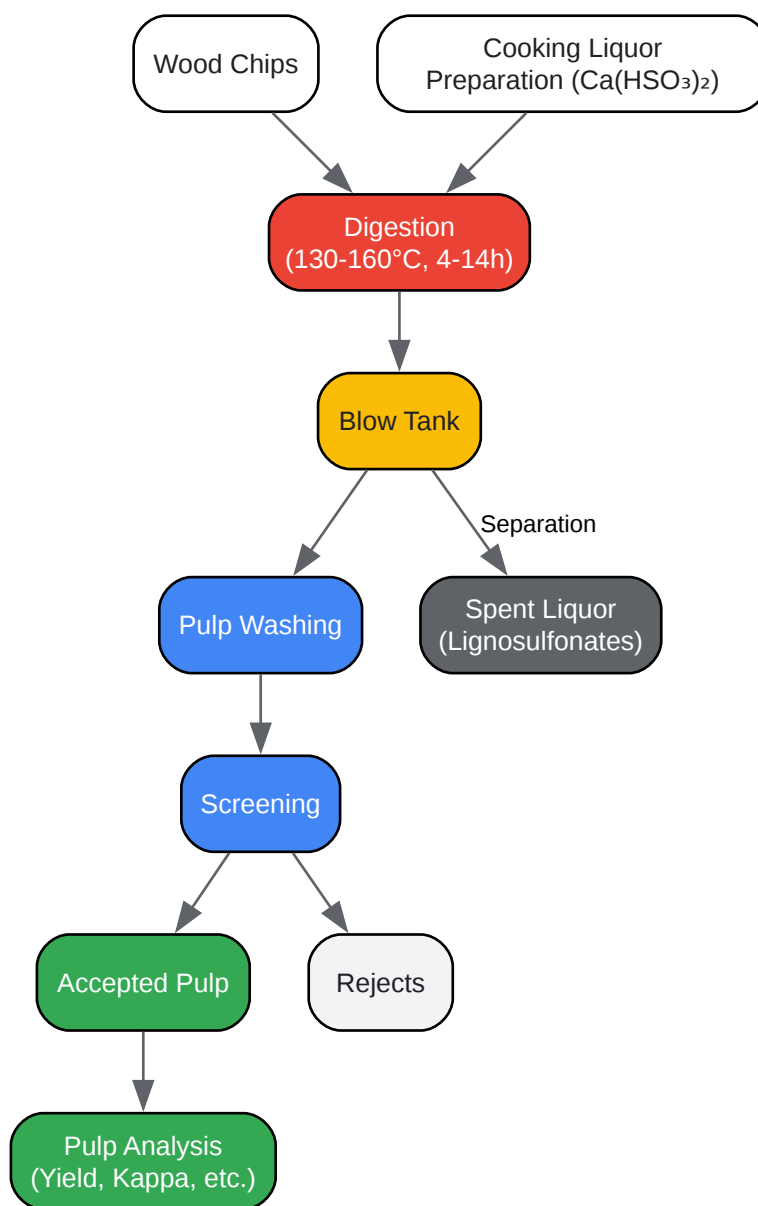 Wood Chips
Cooking Liquor
Preparation (Ca(HSO₃)₂)
Digestion
(130-160°C, 4-14h)
Blow Tank
Separation
Pulp Washing
Spent Liquor
(Lignosulfonates)
Screening
Accepted Pulp
Rejects
Pulp Analysis
(Yield, Kappa, etc.)